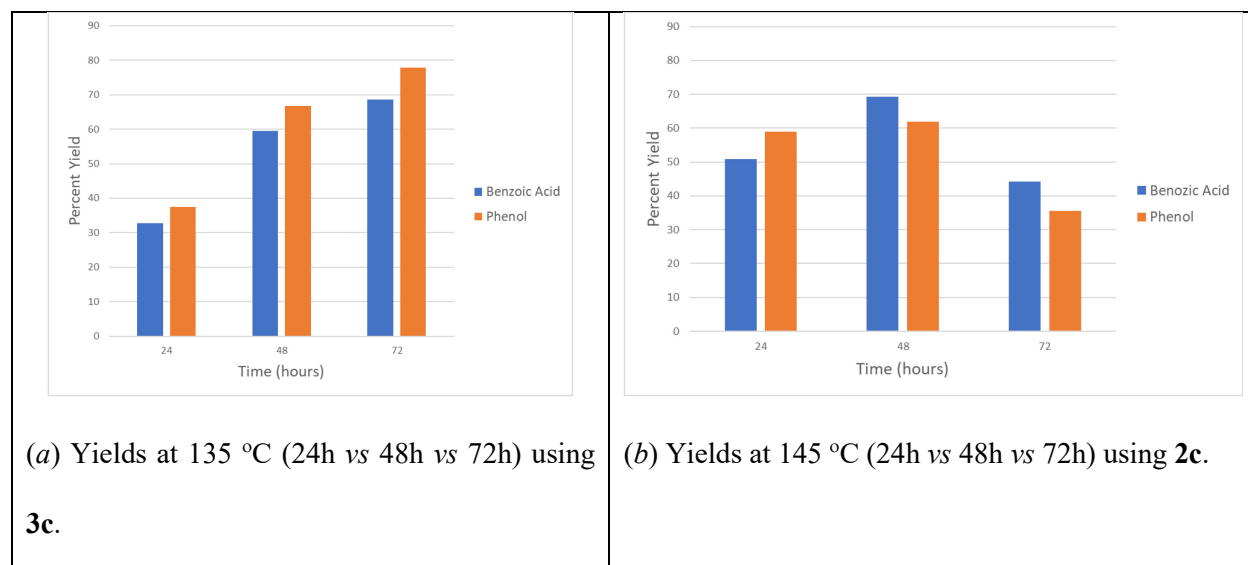 90
80
70
60
50
40
30
20
10
0
Percent Yield
24
48
72
Time (hours)
Benzoic Acid
Phenol
(a) Yields at 135 °C (24h vs 48h vs 72h) using
3c.
90
80
70
60
50
40
30
20
10
0
Percent Yield
24
48
72
Time (hours)
Benozic Acid
Phenol
(b) Yields at 145 °C (24h vs 48h vs 72h) using 2c.